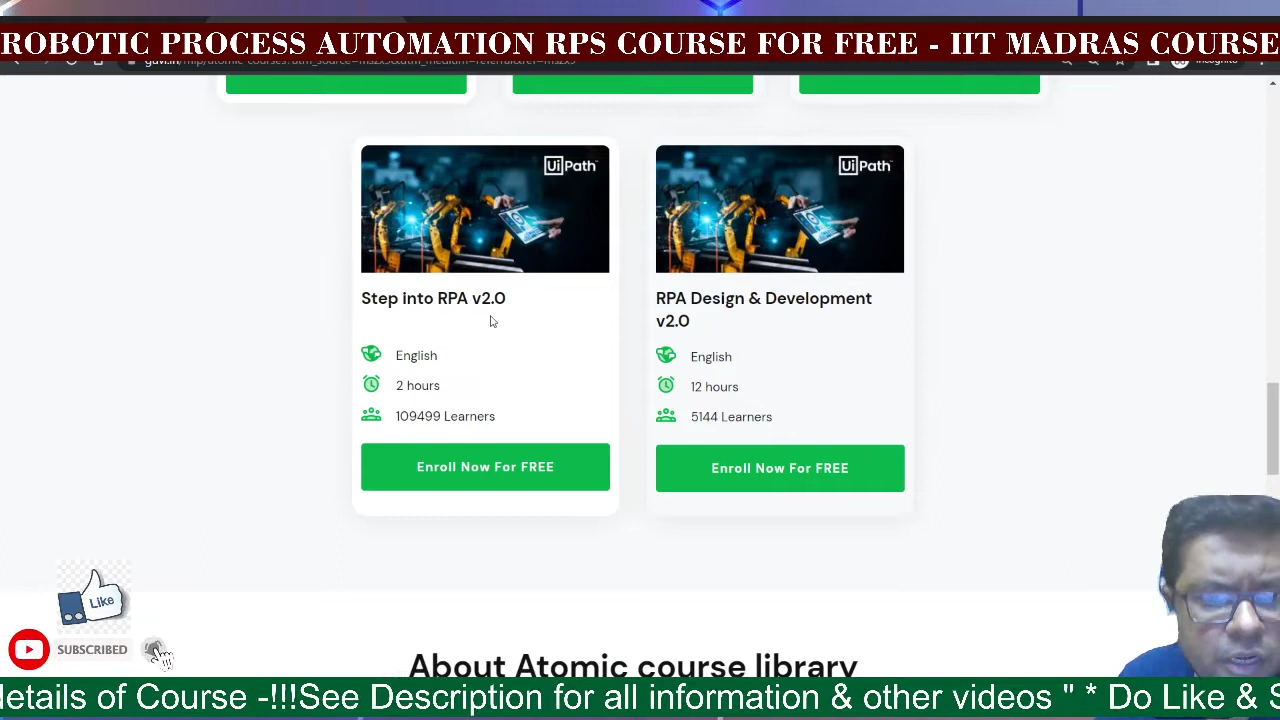 ROBOTIC PROCESS AUTOMATION RPS COURSE FOR FREE - IIT MADRAS COURSE
UiPath
UiPath
Step into RPA v2.0
RPA Design & Development
v2.0
English
English
2 hours
12 hours
109499 Learners
5144 Learners
Enroll Now For FREE
Enroll Now For FREE
Like
SUBSCRIBED
About Atomic course library
details of Course -!!!See Description for all information & other videos " * Do Like & S